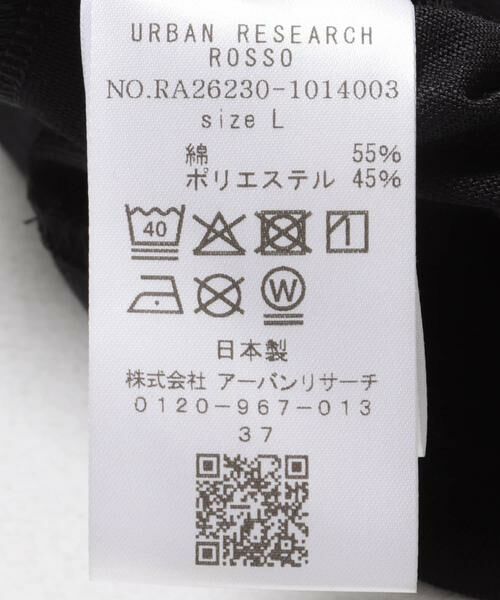 URBAN RESEARCH
ROSSO
NO.RA26230-1014003
size L
綿 55%
ポリエステル 45%
40
W
日本製
株式会社 アーバンリサーチ
0120-967-013
37